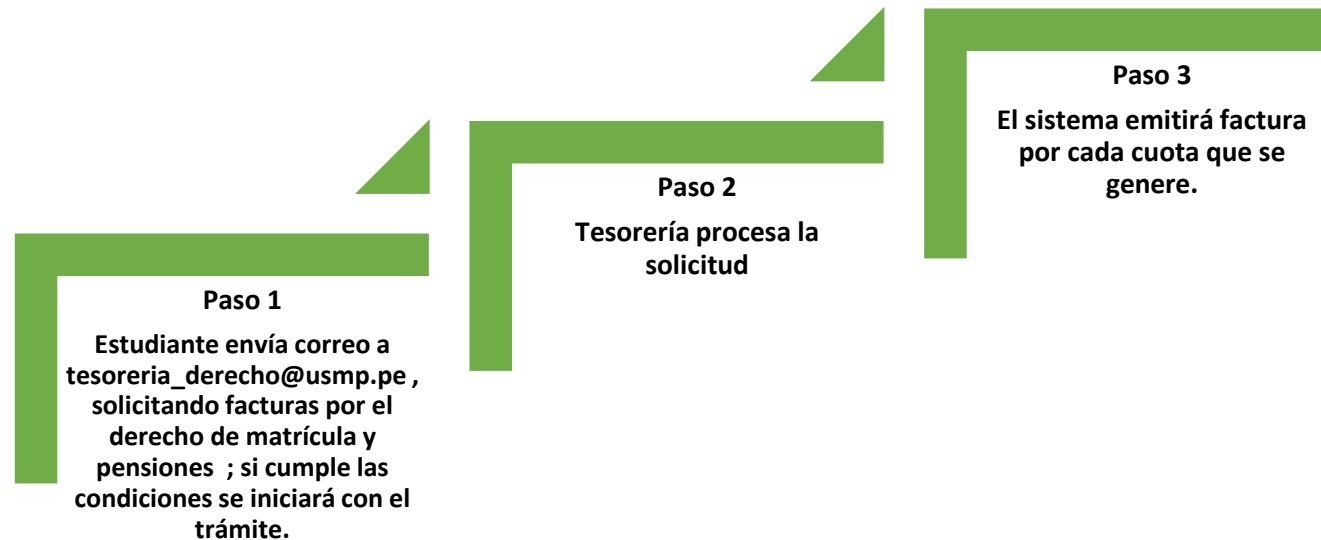 Paso 1
Estudiante envía correo a
tesoreria_derecho@usmp.pe ,
solicitando facturas por el
derecho de matrícula y
pensiones  ; si cumple las
condiciones se iniciará con el
trámite.
Paso 2
Tesorería procesa la
solicitud
Paso 3
El sistema emitirá factura
por cada cuota que se
genere.